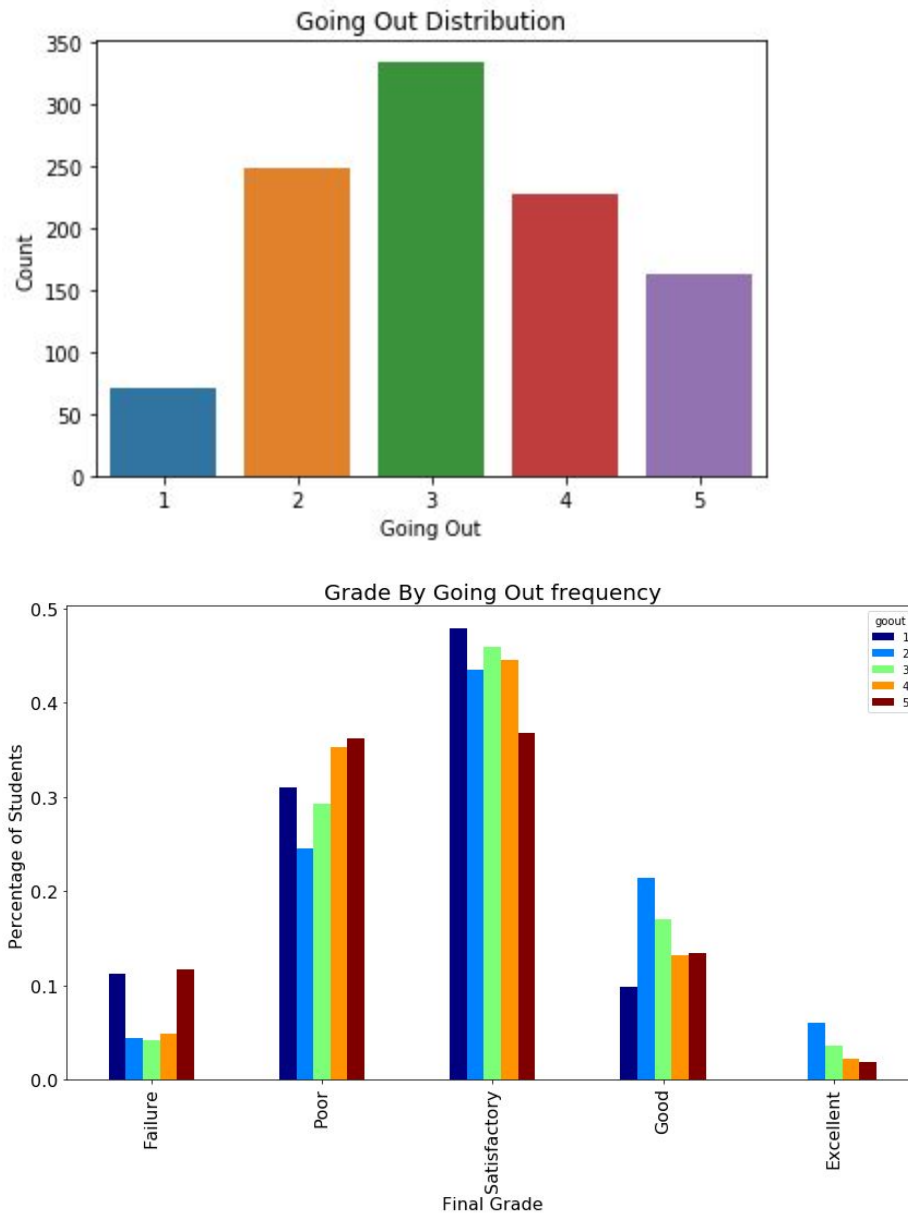 Going Out Distribution
350
300
250
200
150
100
50
0
Count
1 2 3 4 5
Going Out
Grade By Going Out frequency
0.5
0.4
0.3
0.2
0.1
0.0
Percentage of Students
goout
1
2
3
4
5
Failure
Poor
Satisfactory
Good
Excellent
Final Grade